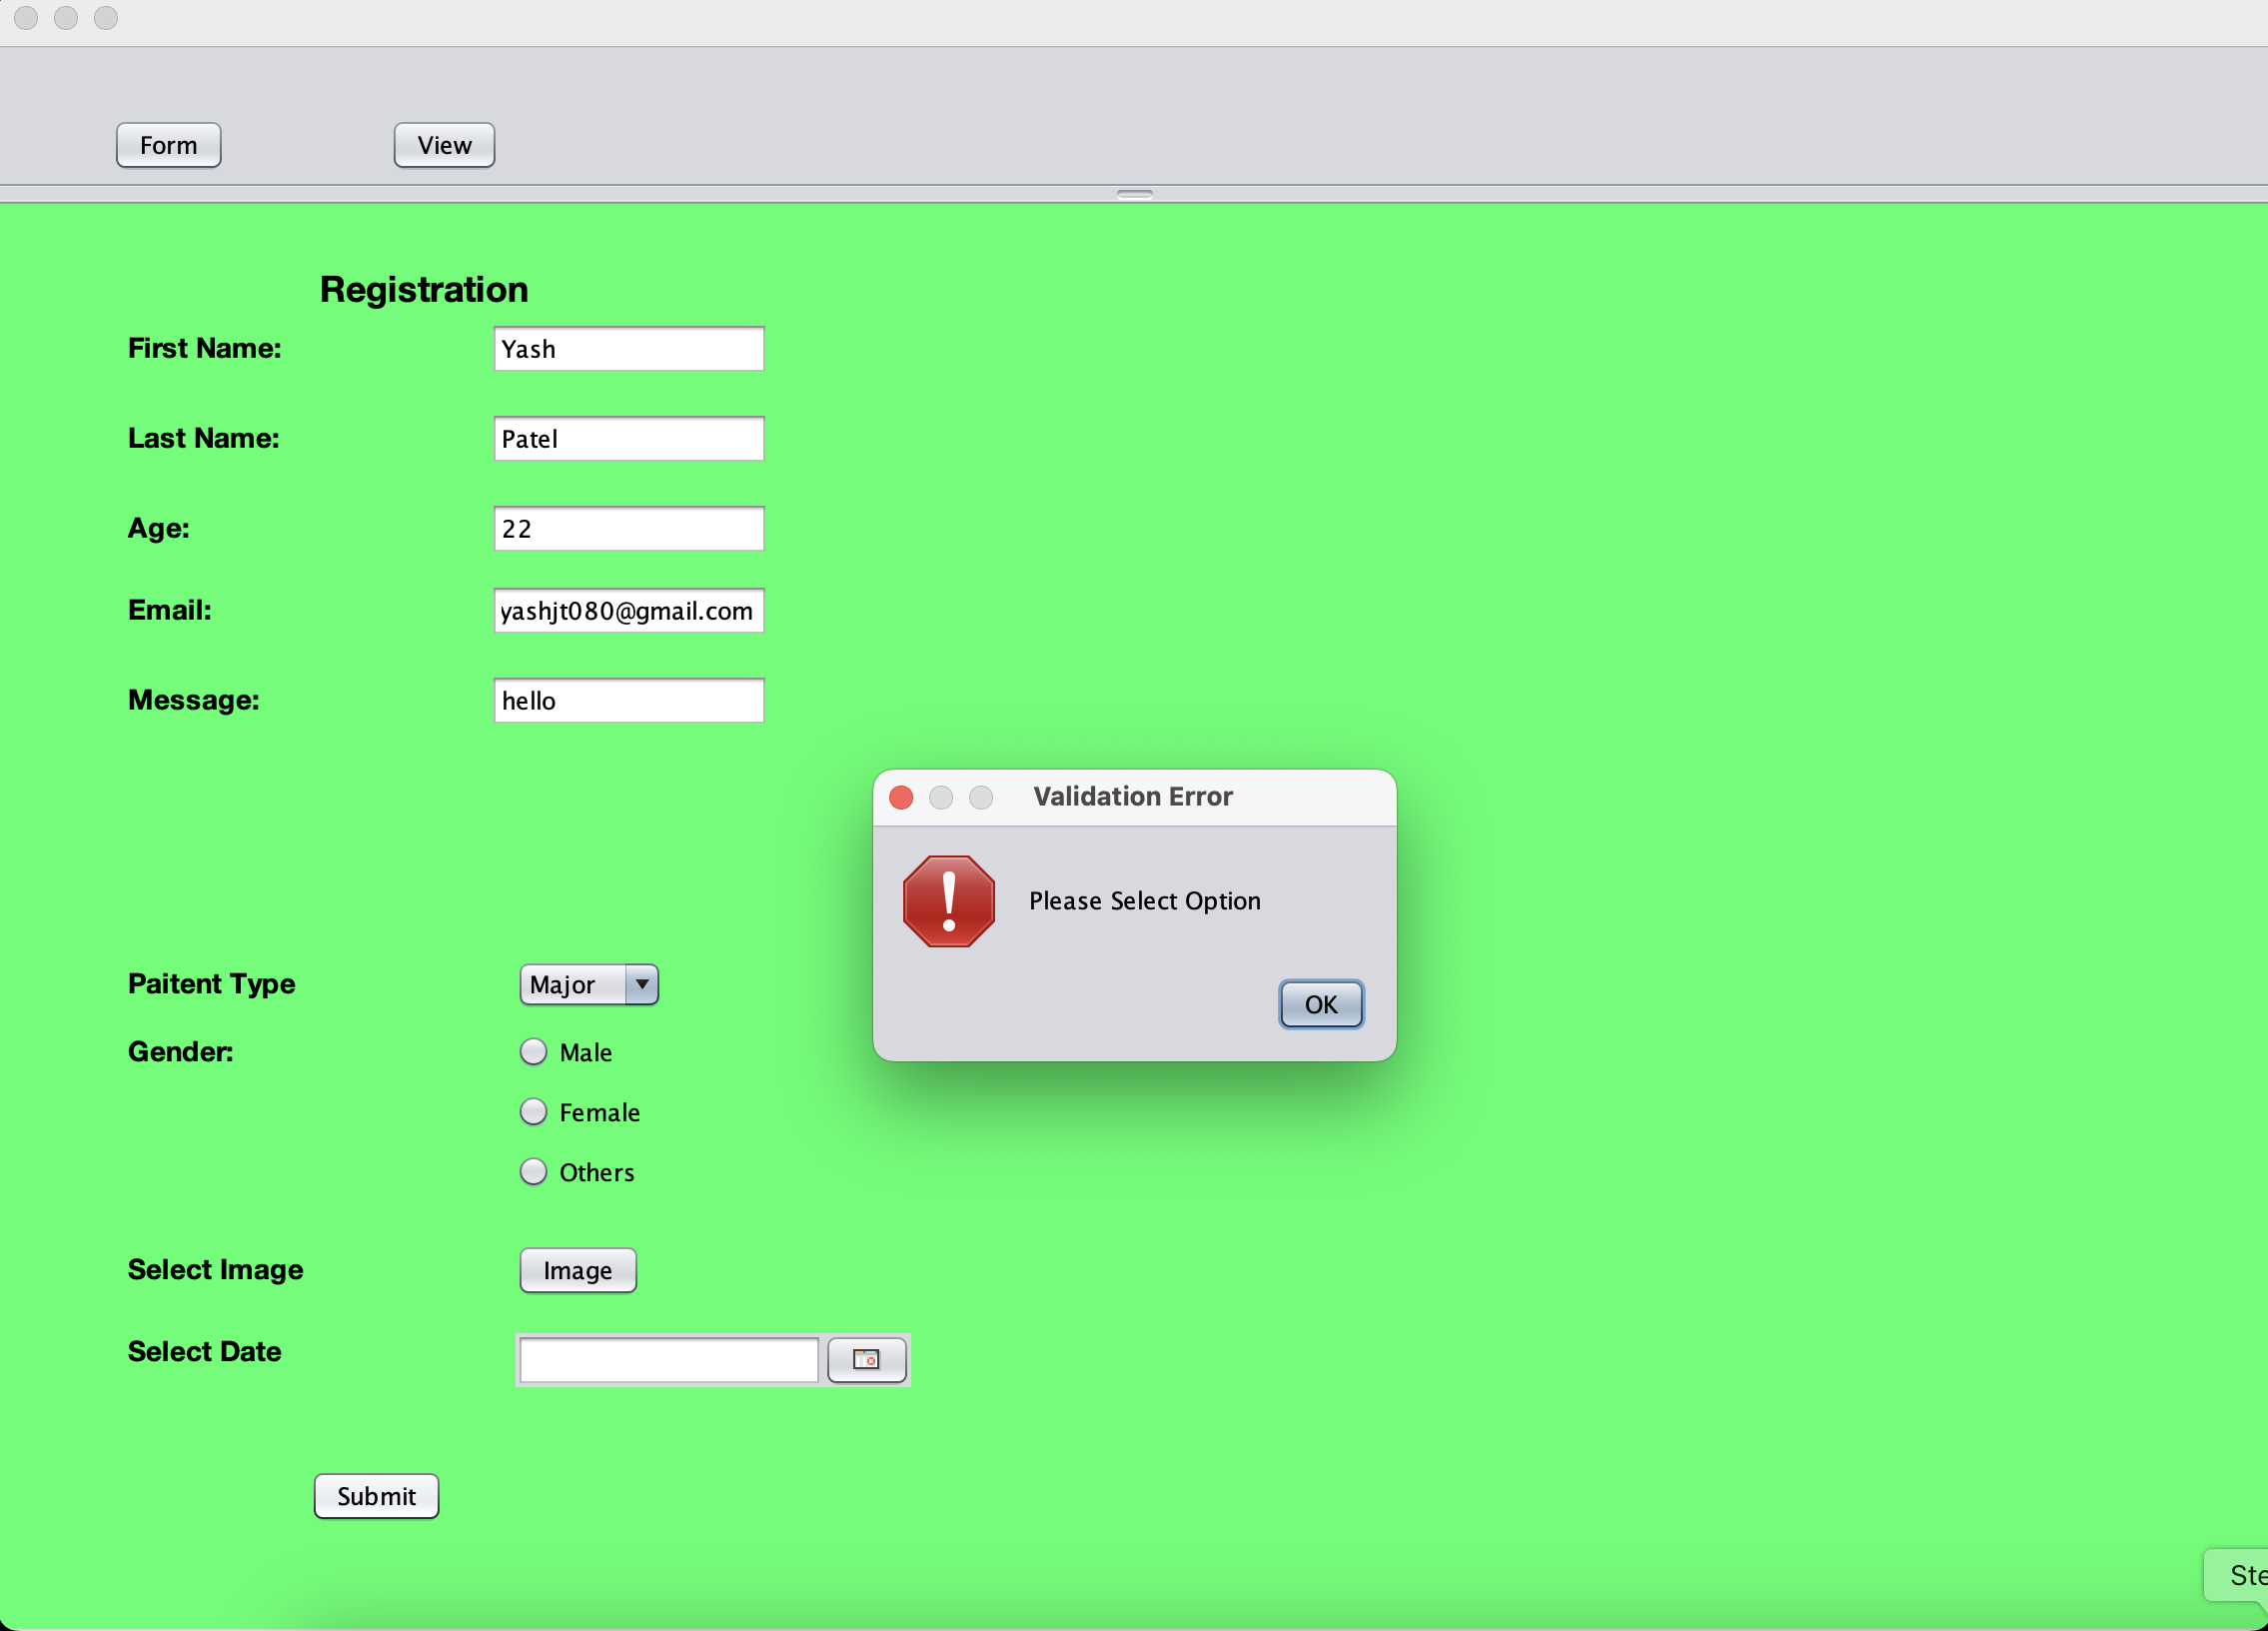 Form
View
Registration
First Name:
Yash
Last Name:
Patel
Age:
22
Email:
yashjt080@gmail.com
Message:
hello
Validation Error
Please Select Option
OK
Paitent Type
Major
Gender:
Male
Female
Others
Select Image
Image
Select Date
Submit